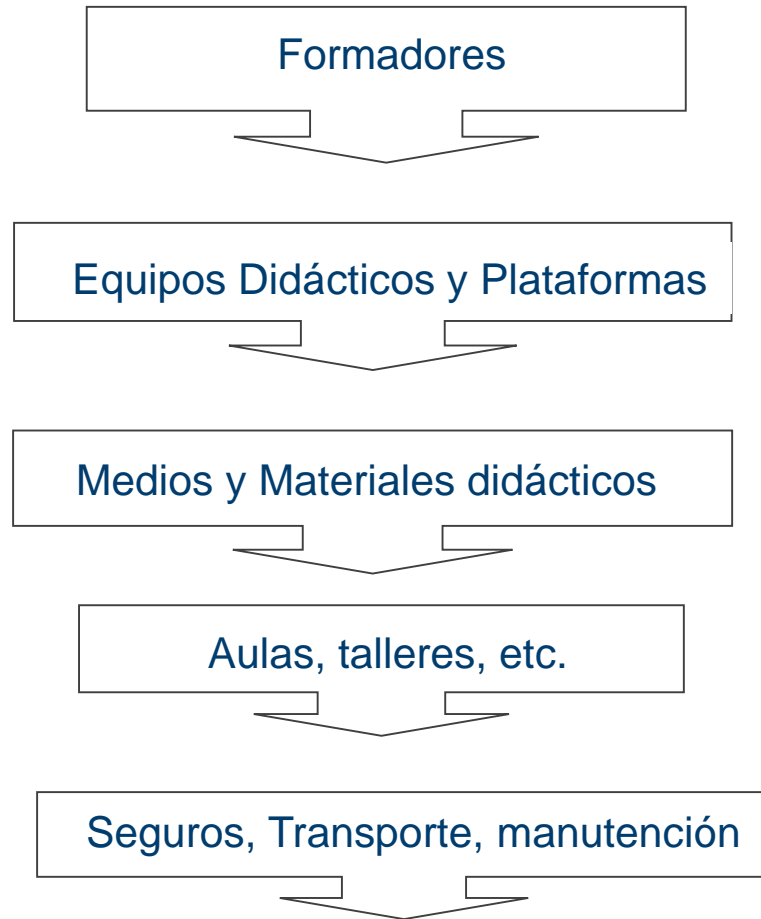 Formadores
Equipos Didácticos y Plataformas
Medios y Materiales didácticos
Aulas, talleres, etc.
Seguros, Transporte, manutención